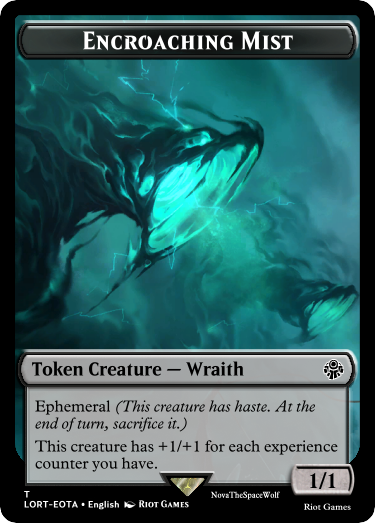 Encroaching Mist
Token Creature — Wraith
Ephemeral (This creature has haste. At the
end of turn, sacrifice it.)
This creature has +1/+1 for each experience
counter you have.
1/1
T
LORT-EOTA • English Riot Games
NovaTheSpaceWolf
Riot Games